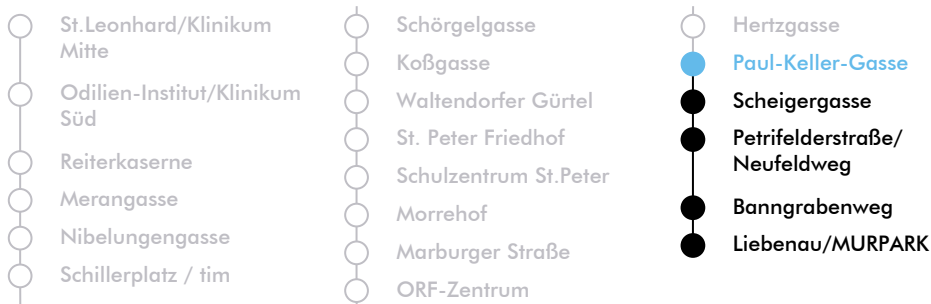 St.Leonhard/Klinikum
Mitte
Odilien-Institut/Klinikum
Süd
Reiterkaserne
Merangasse
Nibelungengasse
Schillerplatz / tim
Schörgelgasse
Koßgasse
Waltendorfer Gürtel
St. Peter Friedhof
Schulzentrum St.Peter
Morrehof
Marburger Straße
ORF-Zentrum
Hertzgasse
Paul-Keller-Gasse
Scheigergasse
Petrifelderstraße/
Neufeldweg
Banngrabenweg
Liebenau/MURPARK